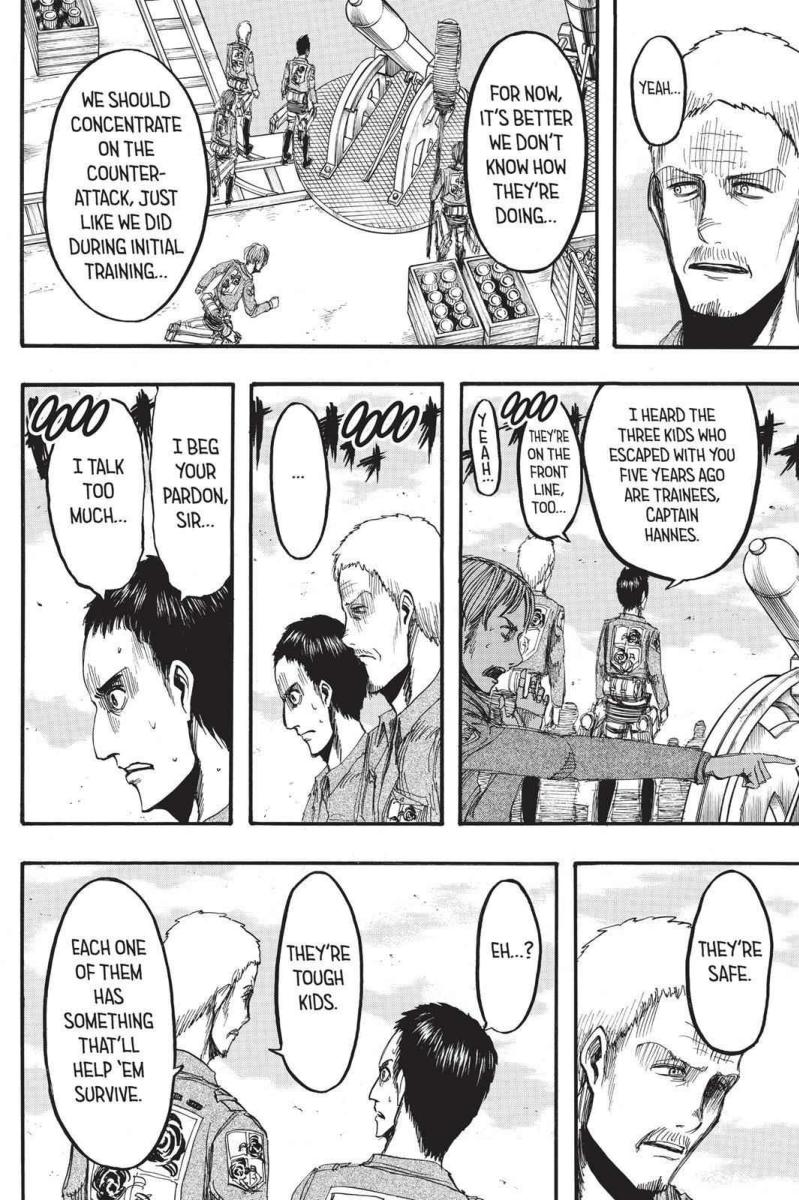 YEAH...
FOR NOW,
IT'S BETTER
WE DON'T
KNOW HOW
THEY'RE
DOING...
WE SHOULD
CONCENTRATE
ON THE
COUNTER-
ATTACK, JUST
LIKE WE DID
DURING INITIAL
TRAINING...
I HEARD THE
THREE KIDS WHO
ESCAPED WITH YOU
FIVE YEARS AGO
ARE TRAINEES,
CAPTAIN
HANNES.
OOOO
THEY'RE
ON THE
FRONT
LINE,
TOO...
YEAH...
OOOO
...
I BEG
YOUR
PARDON,
SIR...
OOOO
I TALK
TOO
MUCH...
THEY'RE
SAFE.
EH...?
THEY'RE
TOUGH
KIDS.
EACH ONE
OF THEM
HAS
SOMETHING
THAT'LL
HELP 'EM
SURVIVE.